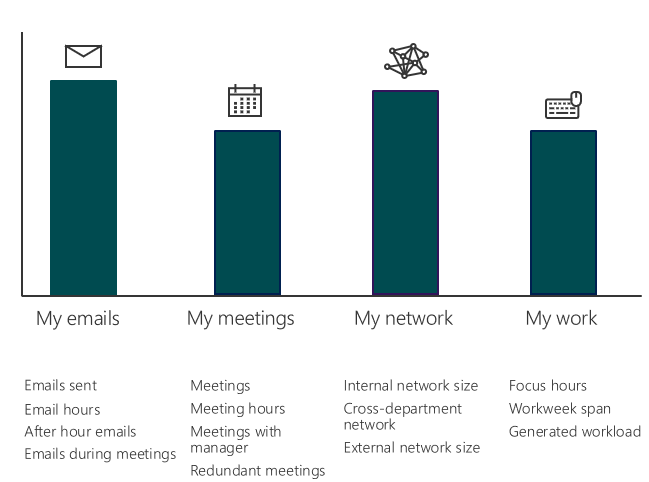 My emails
My meetings
My network
My work
Emails sent
Email hours
After hour emails
Emails during meetings
Meetings
Meeting hours
Meetings with
manager
Redundant meetings
Internal network size
Cross-department
network
External network size
Focus hours
Workweek span
Generated workload